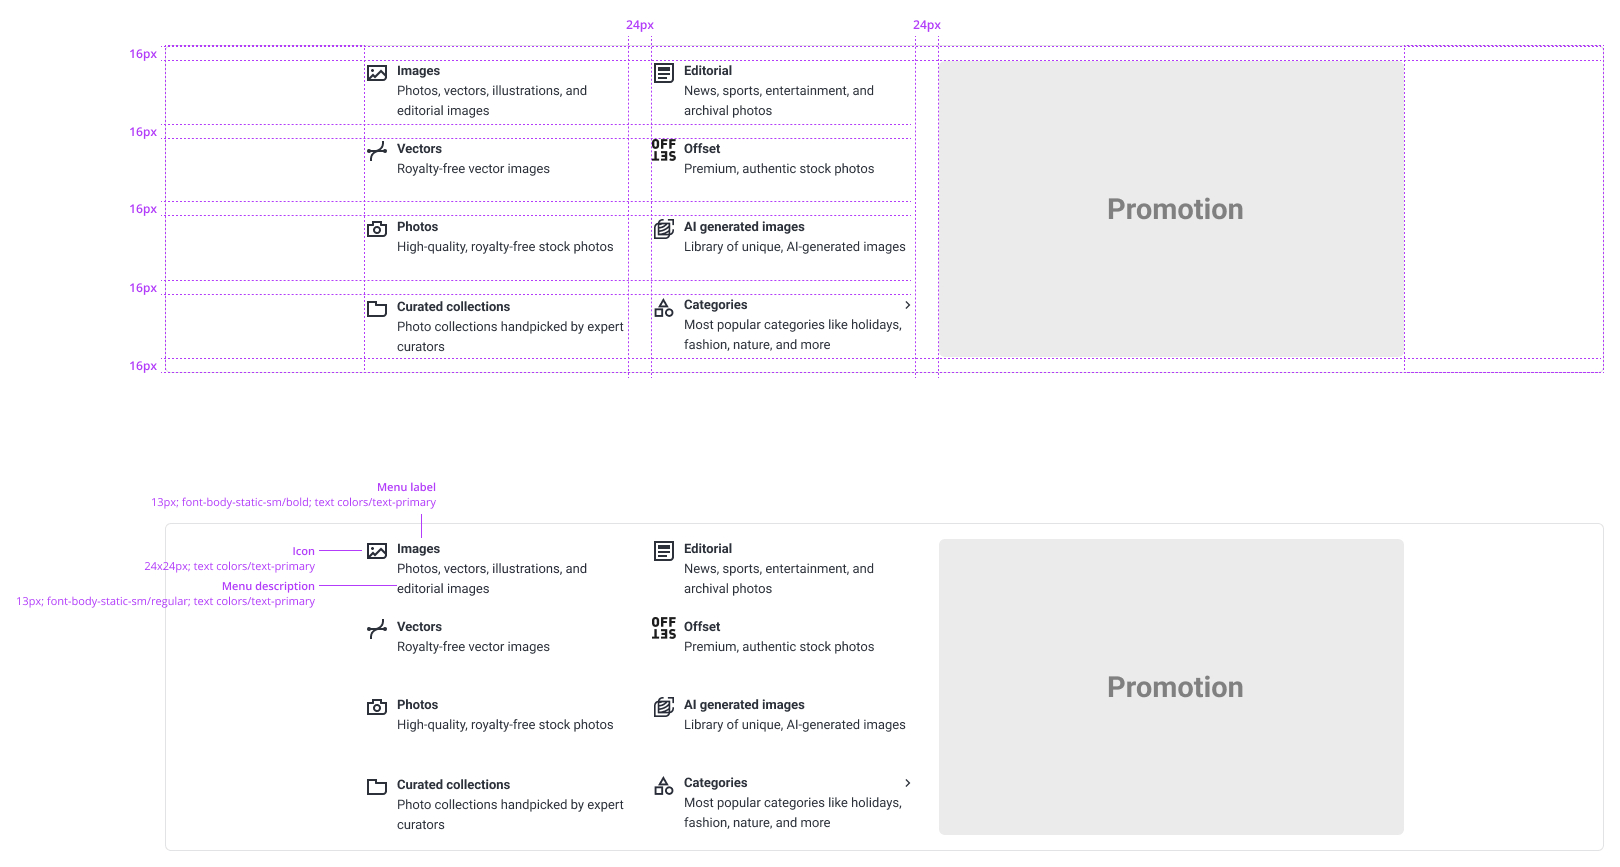 24px
24px
16px
Images
Photos, vectors, illustrations, and
editorial images
Editorial
News, sports, entertainment, and
archival photos
16px
Vectors
Royalty-free vector images
OFF
SET
Offset
Premium, authentic stock photos
16px
Photos
High-quality, royalty-free stock photos
AI generated images
Library of unique, AI-generated images
16px
Curated collections
Photo collections handpicked by expert
curators
Categories
Most popular categories like holidays,
fashion, nature, and more
16px
Promotion
Menu label
13px; font-body-static-sm/bold; text colors/text-primary
Icon
24x24px; text colors/text-primary
Menu description
13px; font-body-static-sm/regular; text colors/text-primary
Images
Photos, vectors, illustrations, and
editorial images
Editorial
News, sports, entertainment, and
archival photos
Vectors
Royalty-free vector images
OFF
SET
Offset
Premium, authentic stock photos
Photos
High-quality, royalty-free stock photos
AI generated images
Library of unique, AI-generated images
Curated collections
Photo collections handpicked by expert
curators
Categories
Most popular categories like holidays,
fashion, nature, and more
Promotion